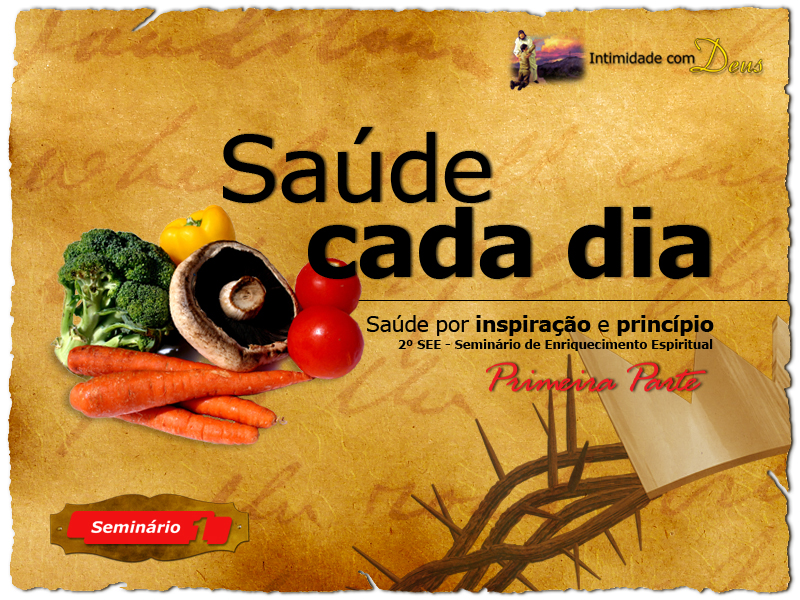 Intimidade com Deus
Saúde
cada dia
Saúde por inspiração e princípio
2º SEE - Seminário de Enriquecimento Espiritual
Primeira Parte
Seminário 1